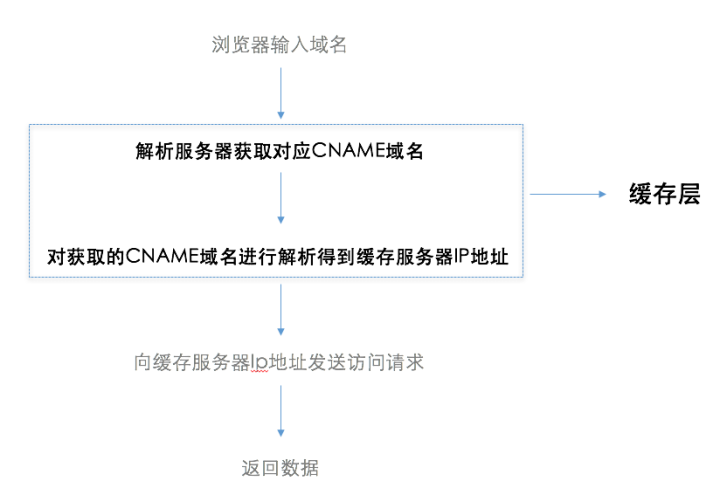 浏览器输入域名
解析服务器获取对应CNAME域名
缓存层
对获取的CNAME域名进行解析得到缓存服务器IP地址
向缓存服务器Ip地址发送访问请求
返回数据